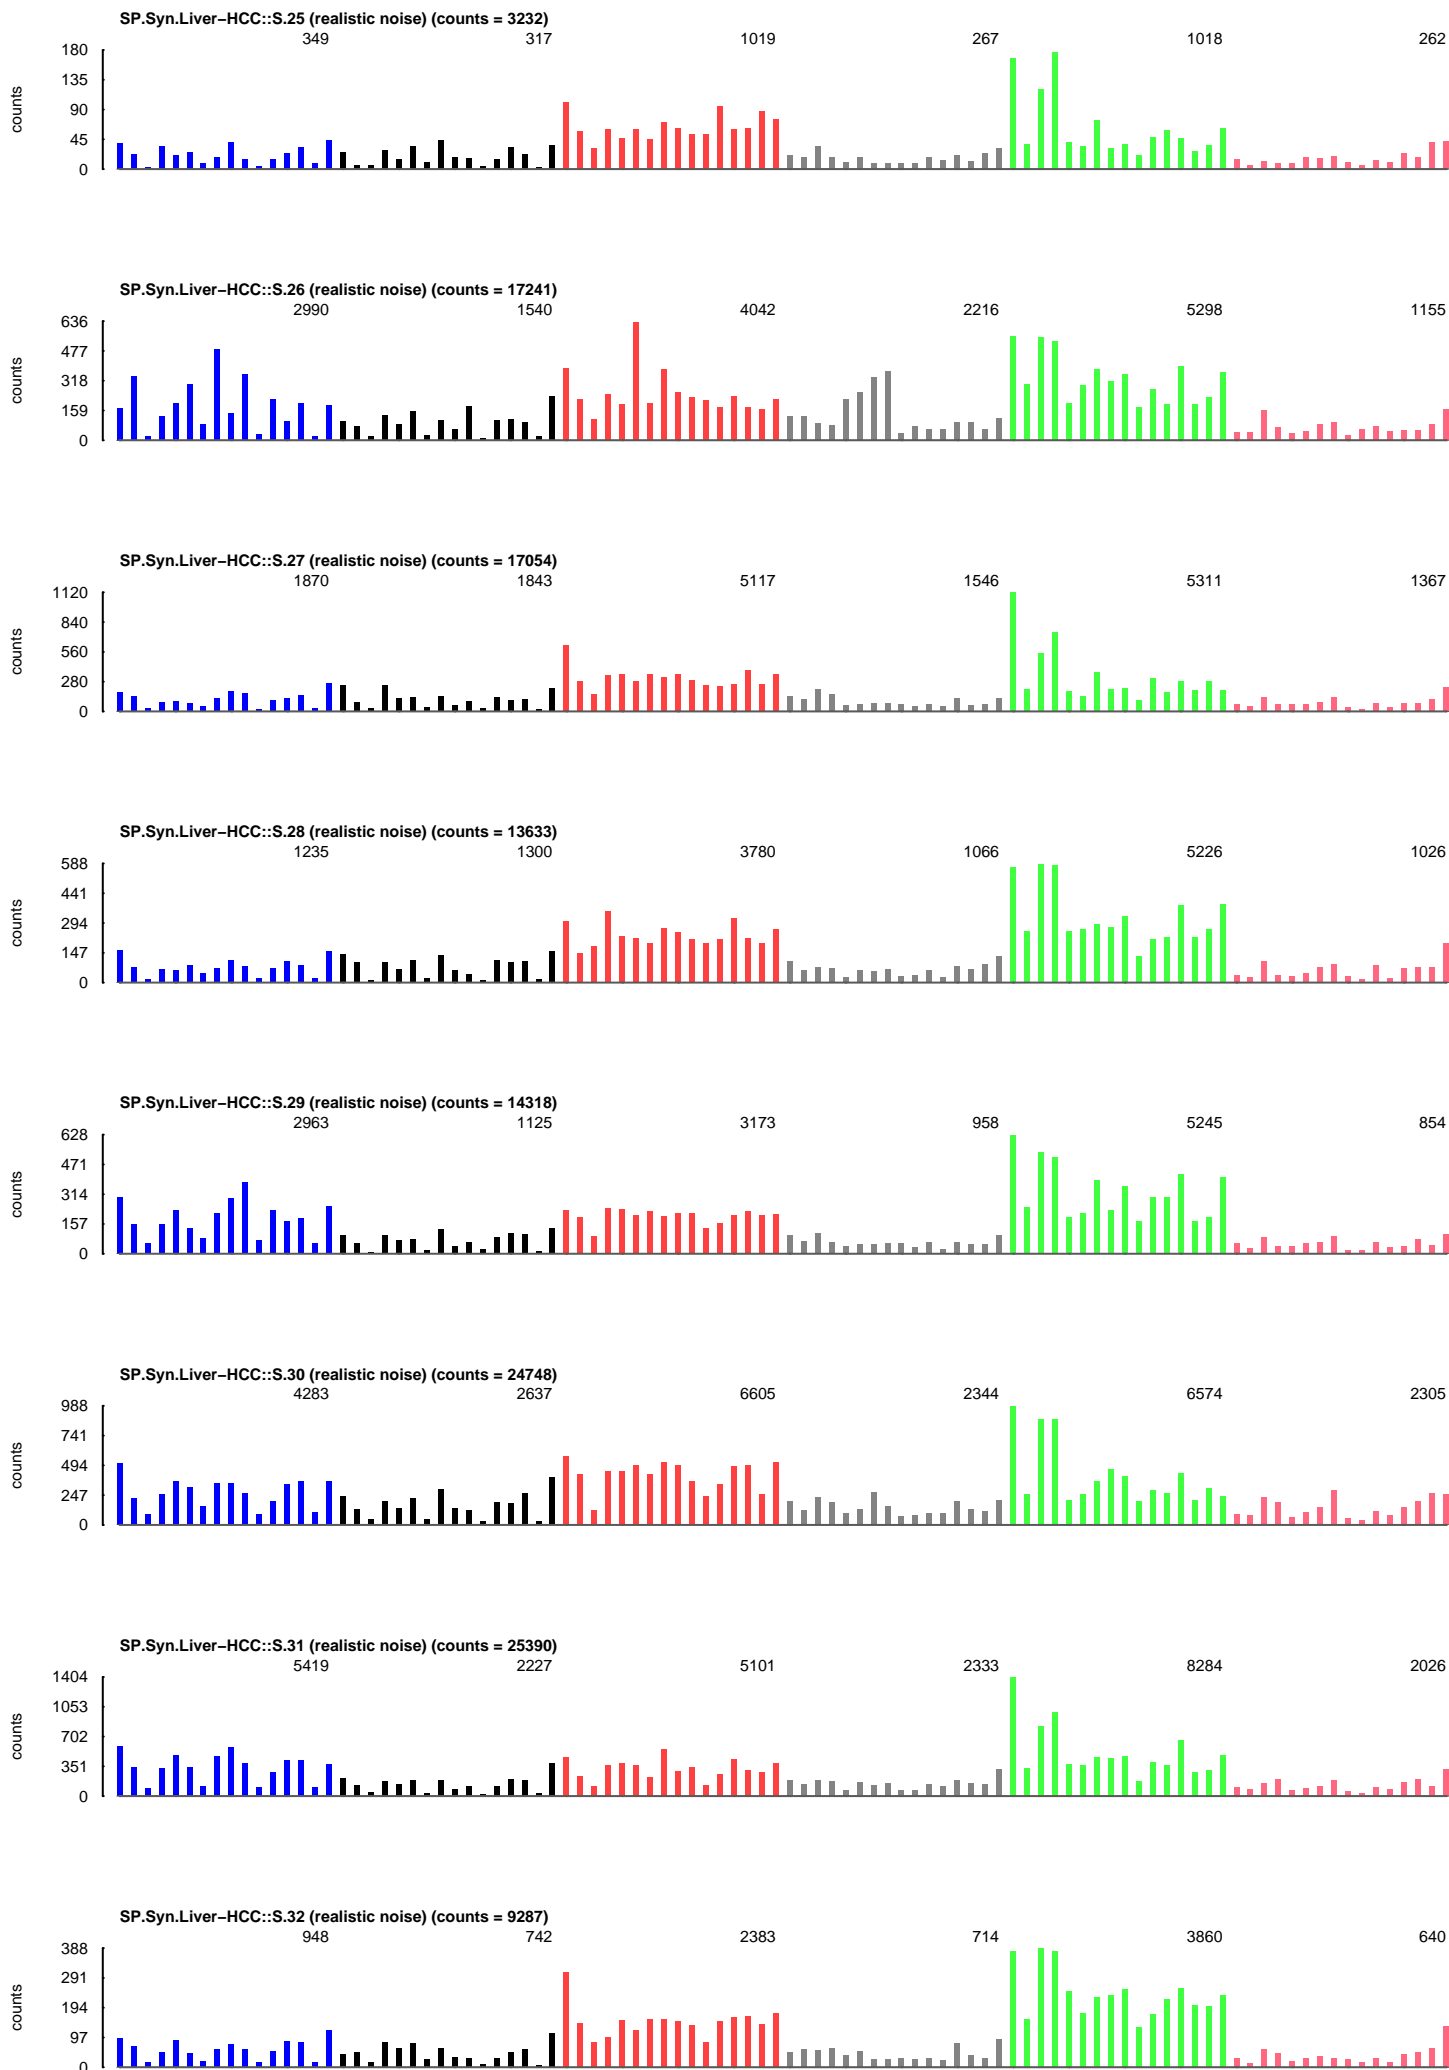 SP.Syn.Liver−HCC::S.25 (realistic noise) (counts = 3232)
349 317 1019 267 1018 262
180
135
90
45
0
counts
SP.Syn.Liver−HCC::S.26 (realistic noise) (counts = 17241)
2990 1540 4042 2216 5298 1155
636
477
318
159
0
counts
SP.Syn.Liver−HCC::S.27 (realistic noise) (counts = 17054)
1870 1843 5117 1546 5311 1367
1120
840
560
280
0
counts
SP.Syn.Liver−HCC::S.28 (realistic noise) (counts = 13633)
1235 1300 3780 1066 5226 1026
588
441
294
147
0
counts
SP.Syn.Liver−HCC::S.29 (realistic noise) (counts = 14318)
2963 1125 3173 958 5245 854
628
471
314
157
0
counts
SP.Syn.Liver−HCC::S.30 (realistic noise) (counts = 24748)
4283 2637 6605 2344 6574 2305
988
741
494
247
0
counts
SP.Syn.Liver−HCC::S.31 (realistic noise) (counts = 25390)
5419 2227 5101 2333 8284 2026
1404
1053
702
351
0
counts
SP.Syn.Liver−HCC::S.32 (realistic noise) (counts = 9287)
948 742 2383 714 3860 640
388
291
194
97
0
counts